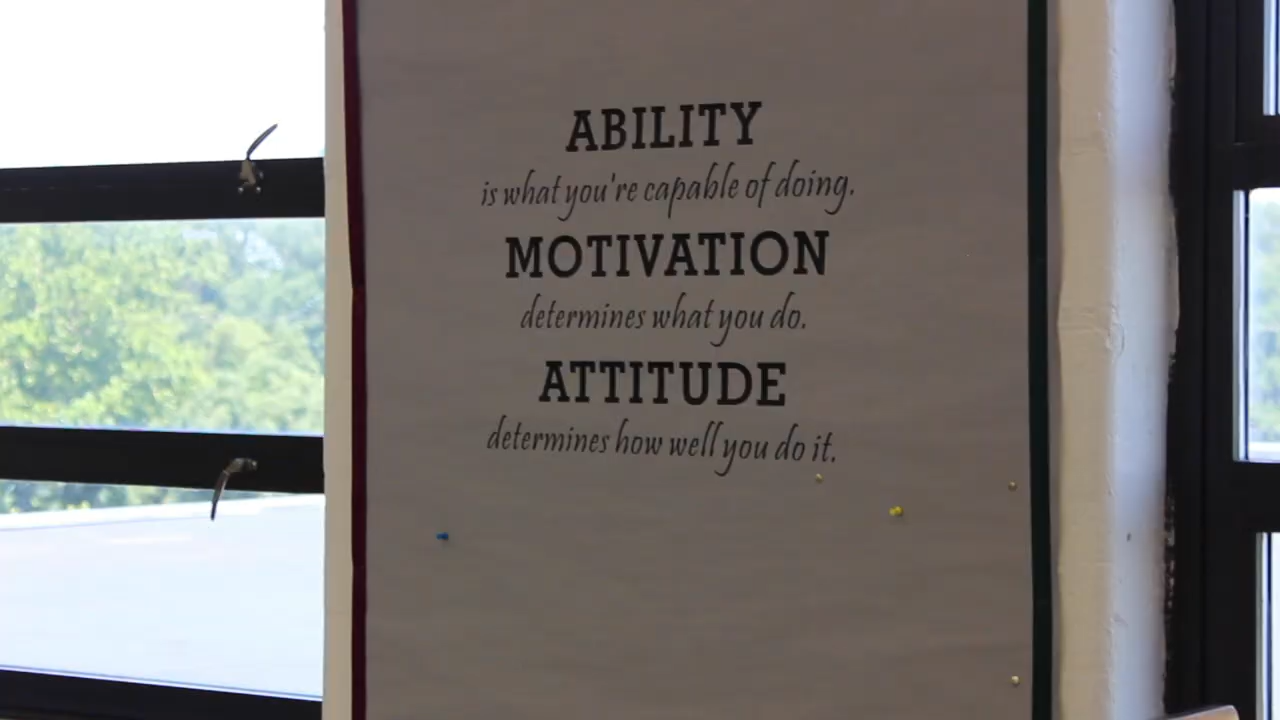 ABILITY
is what you're capable of doing.
MOTIVATION
determines what you do.
ATTITUDE
determines how well you do it.